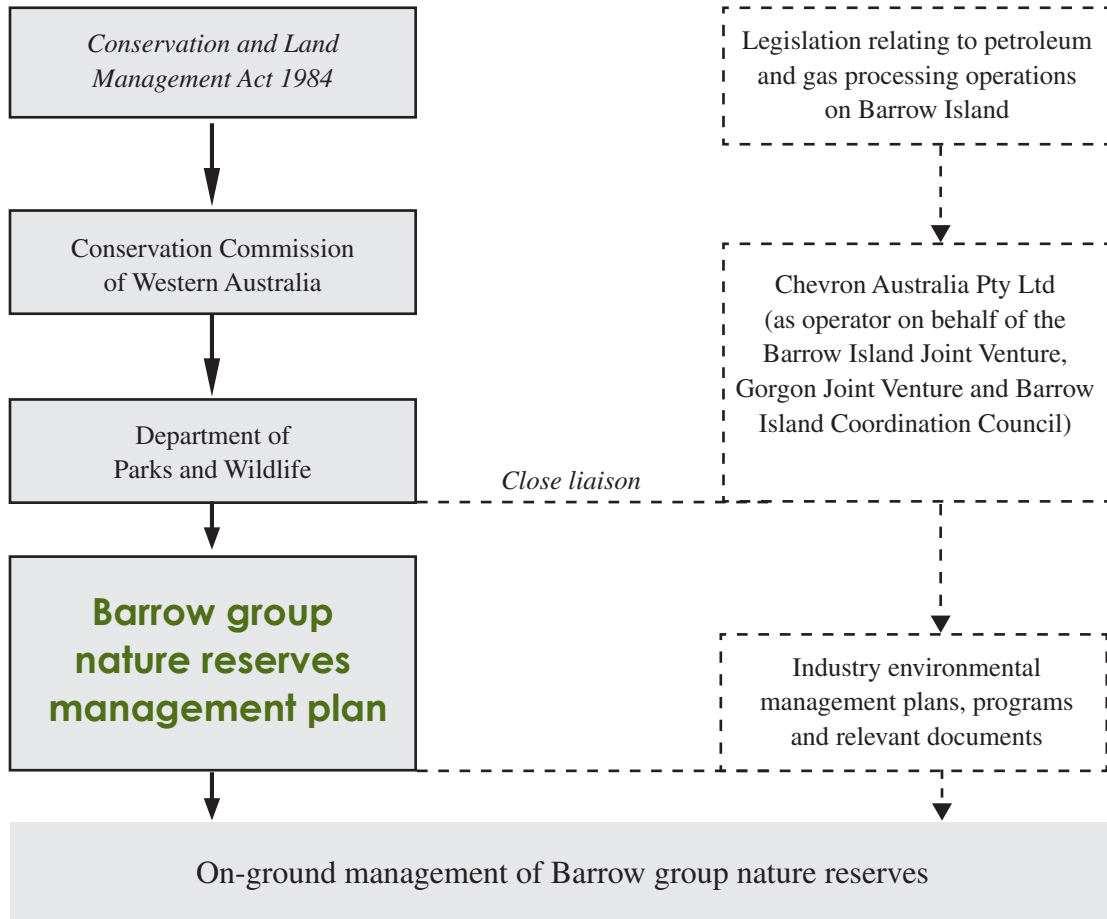 Conservation and Land
Management Act 1984
Conservation Commission
of Western Australia
Department of
Parks and Wildlife
Barrow group
nature reserves
management plan
Close liaison
Legislation relating to petroleum
and gas processing operations
on Barrow Island
Chevron Australia Pty Ltd
(as operator on behalf of the
Barrow Island Joint Venture,
Gorgon Joint Venture and Barrow
Island Coordination Council)
Industry environmental
management plans, programs
and relevant documents
On-ground management of Barrow group nature reserves